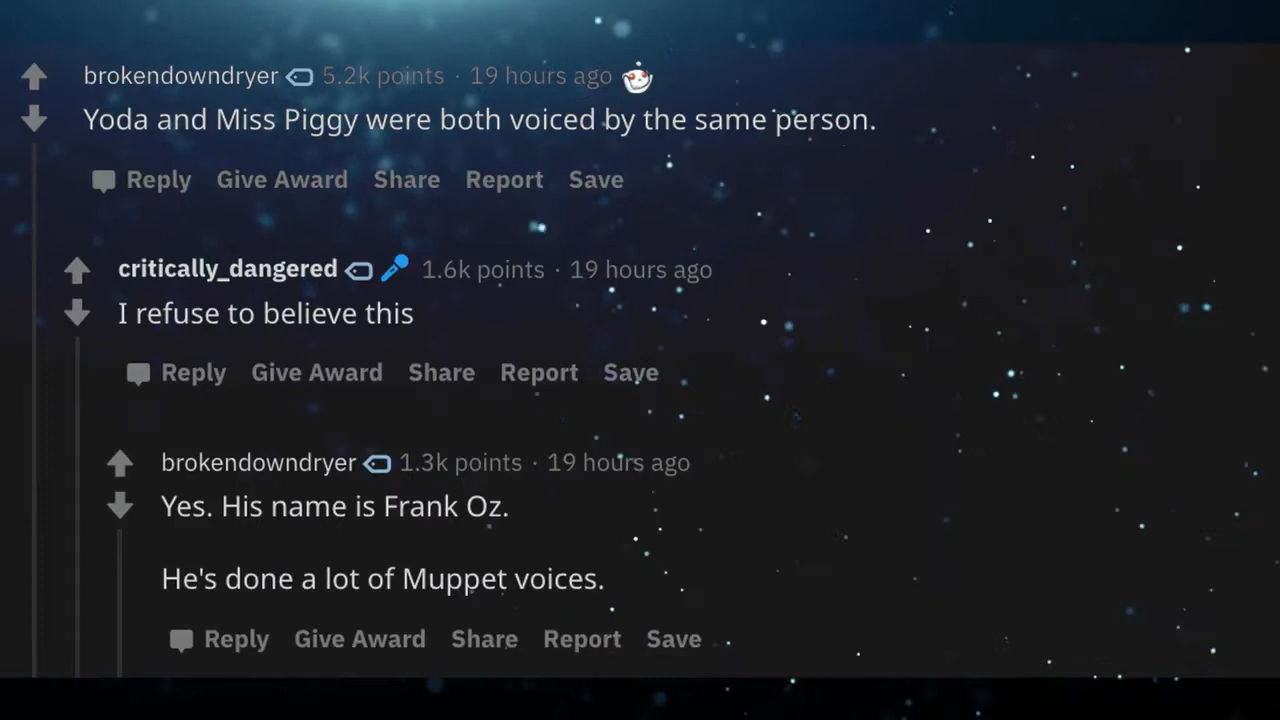 brokendowndryer 5.2k points · 19 hours ago
Yoda and Miss Piggy were both voiced by the same person.
Reply Give Award Share Report Save
critically_dangered 1.6k points · 19 hours ago
I refuse to believe this
Reply Give Award Share Report Save
brokendowndryer 1.3k points · 19 hours ago
Yes. His name is Frank Oz.
He's done a lot of Muppet voices.
Reply Give Award Share Report Save